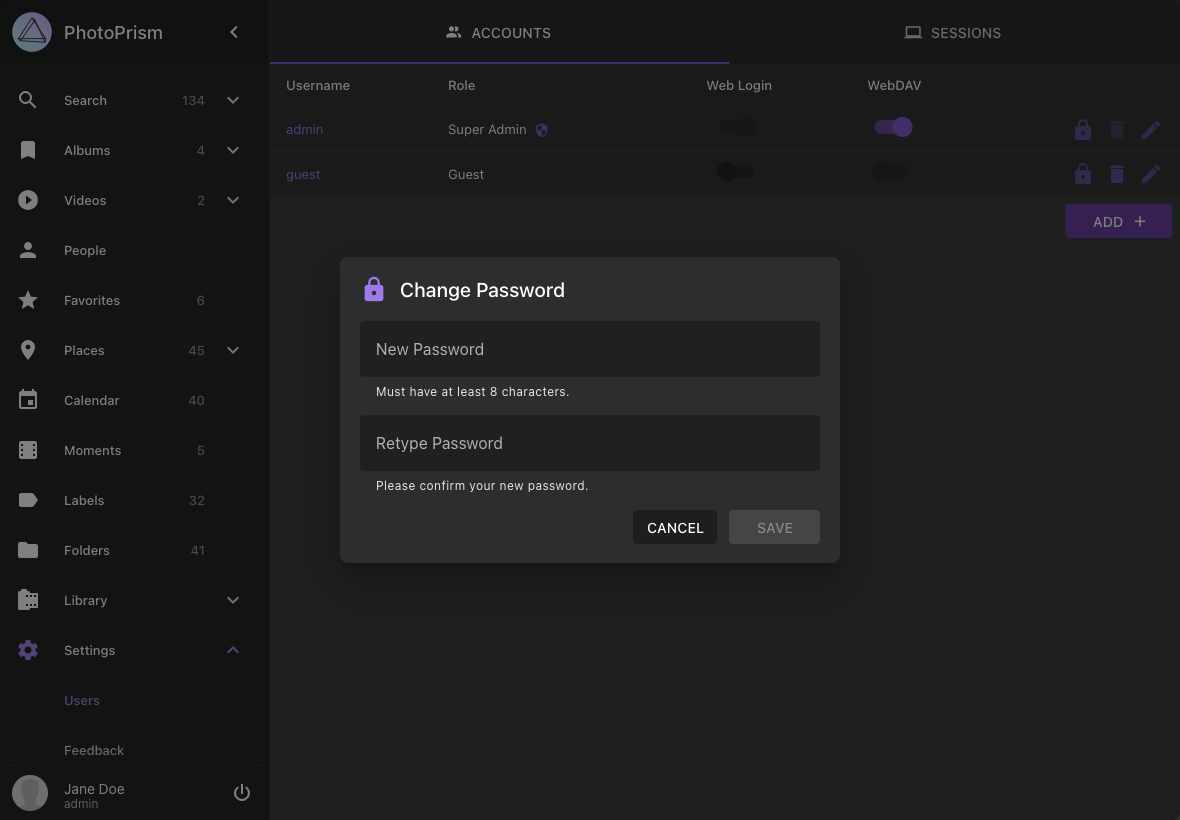 PhotoPrism
ACCOUNTS SESSIONS
Username Role Web Login WebDAV
admin Super Admin
guest Guest
ADD
Search 134
Albums 4
Videos 2
People
Favorites 6
Places 45
Calendar 40
Moments 5
Labels 32
Folders 41
Library
Settings
Users
Feedback
Jane Doe
admin
Change Password
New Password
Must have at least 8 characters.
Retype Password
Please confirm your new password.
CANCEL SAVE